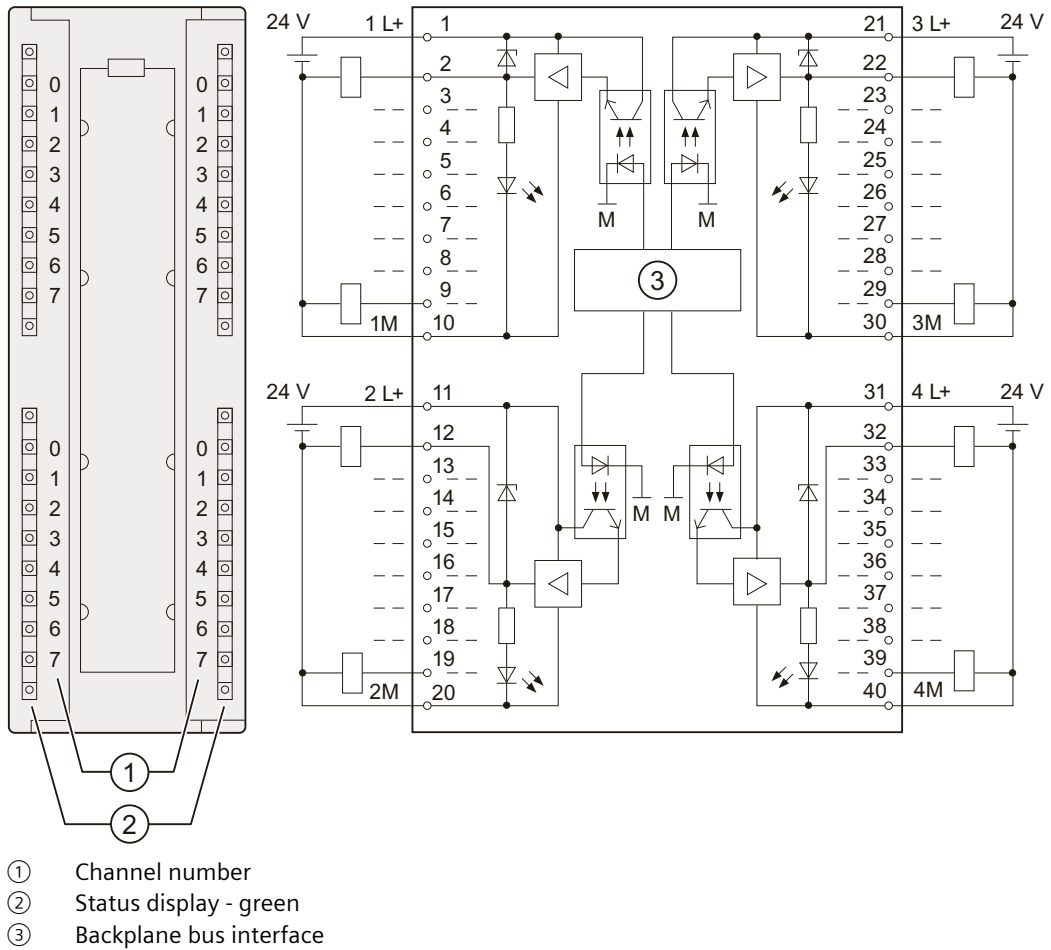 24 V 1 L+ 1 21 3 L+ 24 V
2 22
0 0 3 23
1 1 4 24
2 2 5 25
3 3 6 26
4 4 7 27
5 5 8 28
6 6 9 29
7 7 1M 10 30 3M
M M
3
24 V 2 L+ 11 31 4 L+ 24 V
12 32
0 0 13 33
1 1 14 34
2 2 15 35
3 3 16 36
4 4 17 37
5 5 18 38
6 6 19 39
7 7 2M 20 40 4M
M M
1
2
① Channel number
② Status display - green
③ Backplane bus interface